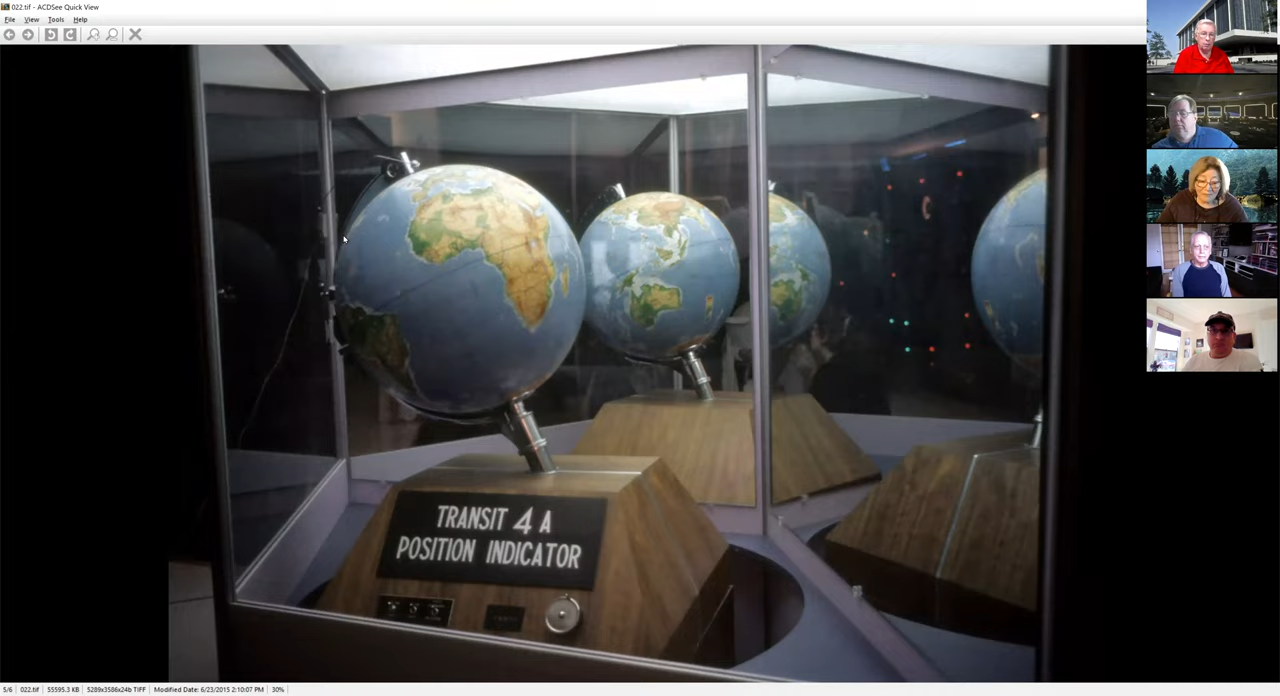 022.tif - ACDSee Quick View
File View Tools Help
TRANSIT 4 A
POSITION INDICATOR
5/6 022.tif 55595.3 KB 5289x3586x24b TIFF Modified Date: 6/23/2015 2:10:07 PM 30%